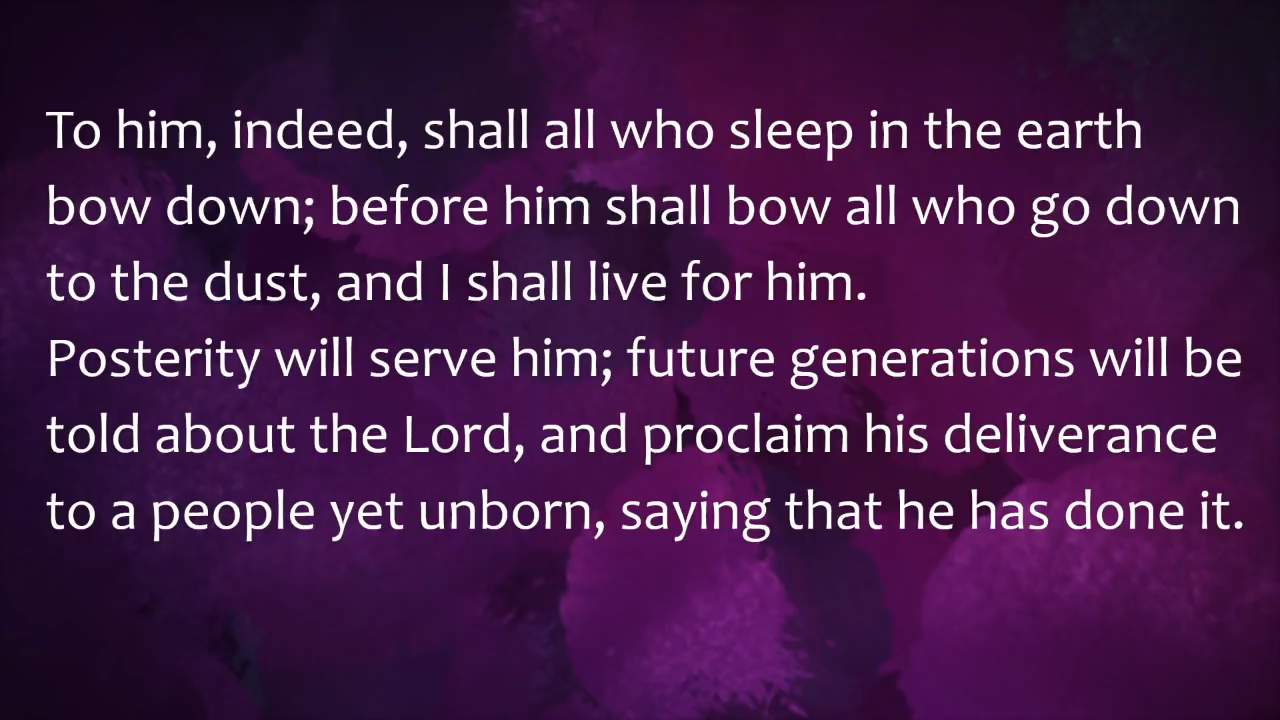 To him, indeed, shall all who sleep in the earth
bow down; before him shall bow all who go down
to the dust, and I shall live for him.
Posterity will serve him; future generations will be
told about the Lord, and proclaim his deliverance
to a people yet unborn, saying that he has done it.